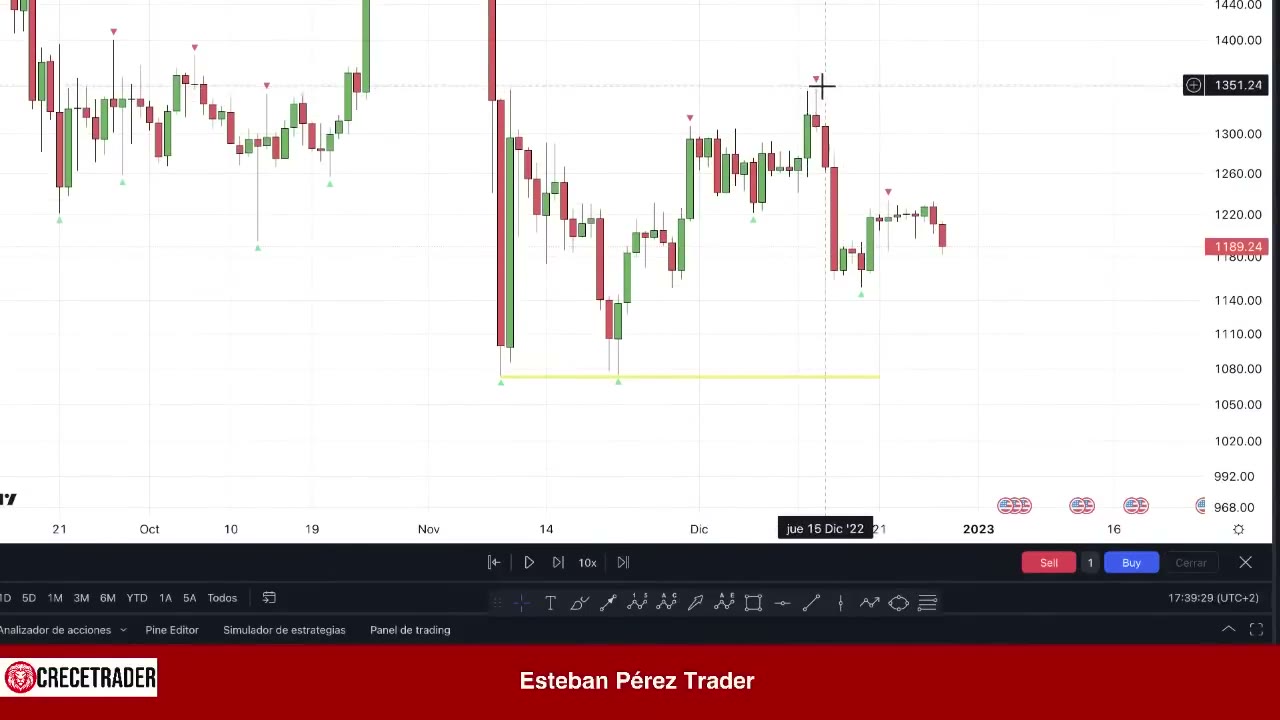 1440.00
1400.00
1351.24
1300.00
1260.00
1220.00
1189.24
1180.00
1140.00
1110.00
1080.00
1050.00
1020.00
992.00
968.00
21 Oct 10 19 Nov 14 Dic jue 15 Dic '22 21 2023 16
10x Sell 1 Buy Cerrar
1D 5D 1M 3M 6M YTD 1A 5A Todos 17:39:29 (UTC+2)
Analizador de acciones Pine Editor Simulador de estrategias Panel de trading
CRECETRADER
Esteban Pérez Trader